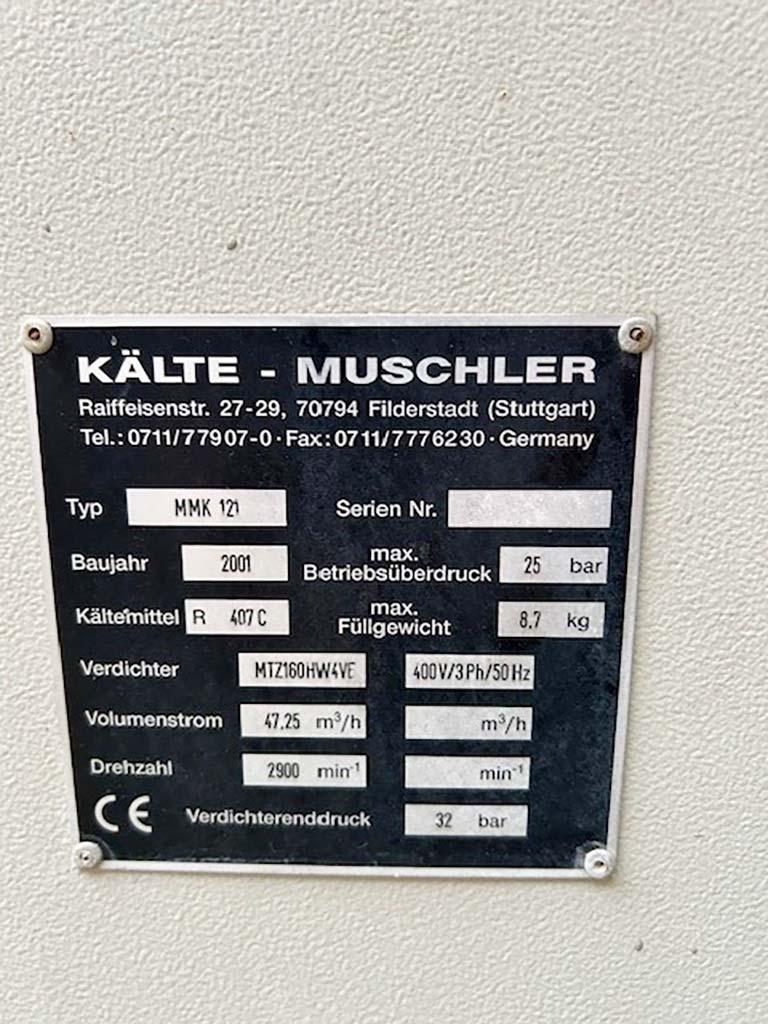 KÄLTE - MUSCHLER
Raiffeisenstr. 27-29, 70794 Filderstadt (Stuttgart)
Tel.: 0711/77907-0 · Fax: 0711/7776230 · Germany
Typ MMK 121 Serien Nr.
Baujahr 2001 max. Betriebsüberdruck 25 bar
Kältemittel R 407 C max. Füllgewicht 8.7 kg
Verdichter MTZ160HW4VE 400V/3Ph/50Hz
Volumenstrom 47.25 m³/h m³/h
Drehzahl 2900 min⁻¹ min⁻¹
CE Verdichterenddruck 32 bar